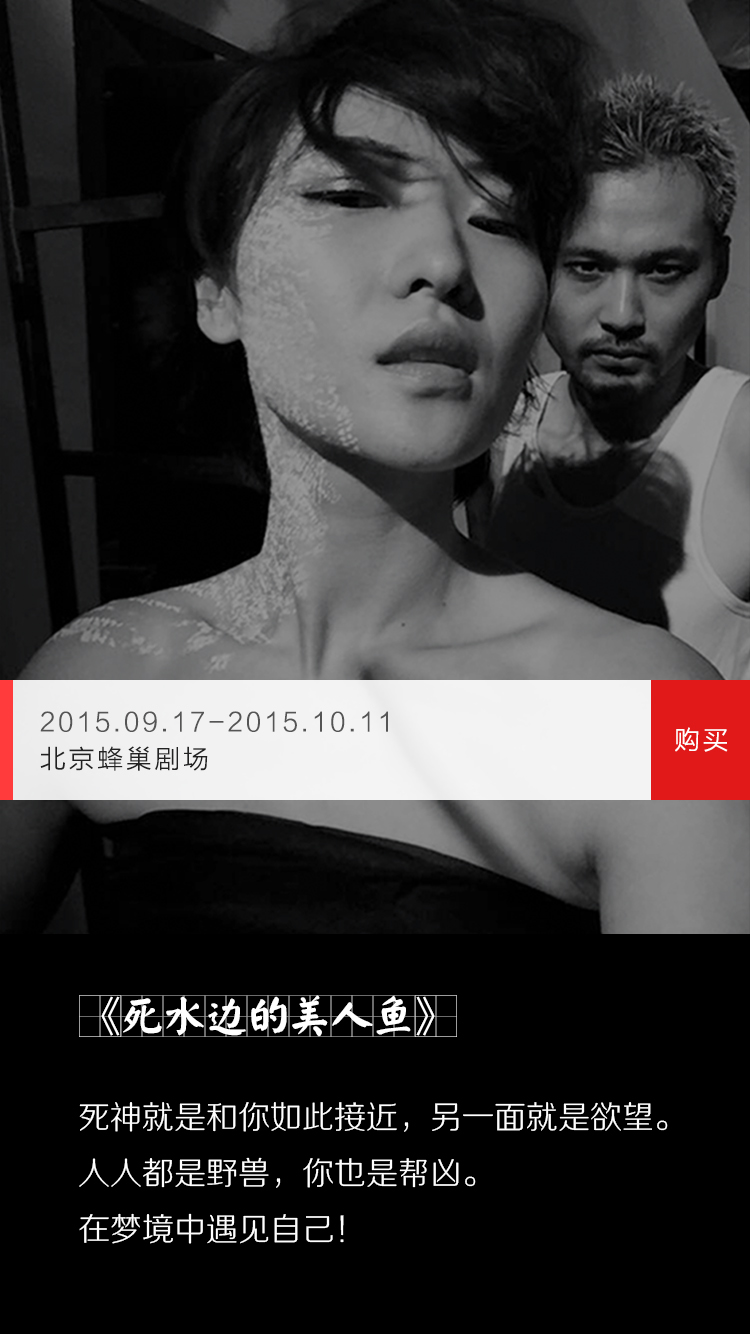 2015.09.17-2015.10.11
北京蜂巢剧场
购买
《死水边的美人鱼》
死神就是和你如此接近，另一面就是欲望。
人人都是野兽，你也是帮凶。
在梦境中遇见自己！